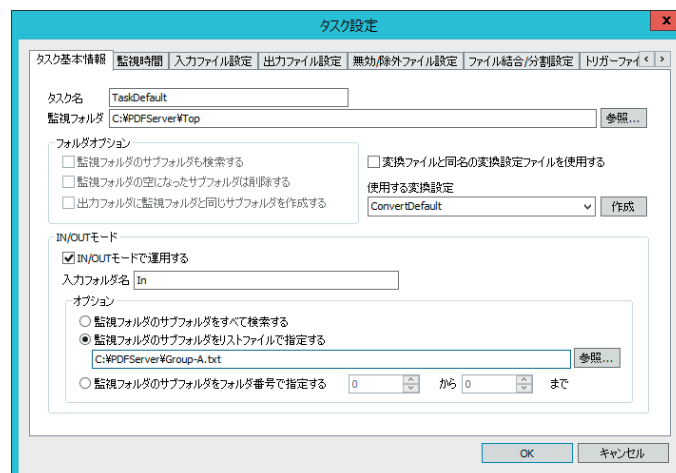 タスク設定
x
タスク基本情報 監視時間 入力ファイル設定 出力ファイル設定 無効/除外ファイル設定 ファイル結合/分割設定 トリガーファイ
タスク名 TaskDefault
監視フォルダ C:¥PDFServer¥Top 参照...
フォルダオプション
監視フォルダのサブフォルダも検索する
監視フォルダの空になったサブフォルダは削除する
出力フォルダに監視フォルダと同じサブフォルダを作成する
変換ファイルと同名の変換設定ファイルを使用する
使用する変換設定
ConvertDefault 作成
IN/OUTモード
IN/OUTモードで運用する
入力フォルダ名 In
オプション
監視フォルダのサブフォルダをすべて検索する
監視フォルダのサブフォルダをリストファイルで指定する
C:¥PDFServer¥Group-A.txt 参照...
監視フォルダのサブフォルダをフォルダ番号で指定する 0 から 0 まで
OK キャンセル